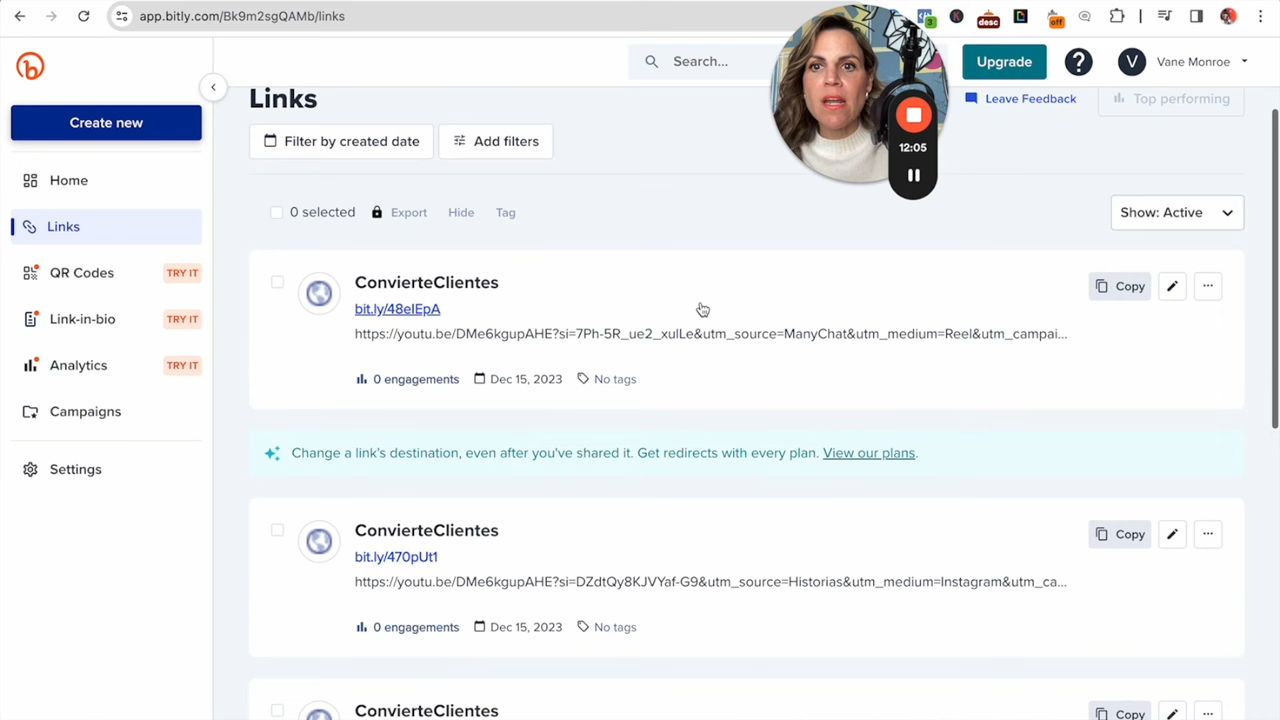 app.bitly.com/Bk9m2sgQAMb/links
3
desc
off
K
b
Search...
Upgrade
?
V
Vane Monroe
Create new
Links
Leave Feedback
Top performing
12:05
Filter by created date
Add filters
Home
Links
QR Codes
TRY IT
Link-in-bio
TRY IT
Analytics
TRY IT
Campaigns
Settings
0 selected
Export
Hide
Tag
Show: Active
ConvierteClientes
Copy
bit.ly/48eIEpA
https://youtu.be/DMe6kgupAHE?si=7Ph-5R_ue2_xulLe&utm_source=ManyChat&utm_medium=Reel&utm_campai...
0 engagements
Dec 15, 2023
No tags
Change a link's destination, even after you've shared it. Get redirects with every plan. View our plans.
ConvierteClientes
Copy
bit.ly/470pUt1
https://youtu.be/DMe6kgupAHE?si=DZdtQy8KJVYaf-G9&utm_source=Historias&utm_medium=Instagram&utm_ca...
0 engagements
Dec 15, 2023
No tags
ConvierteClientes
Copy